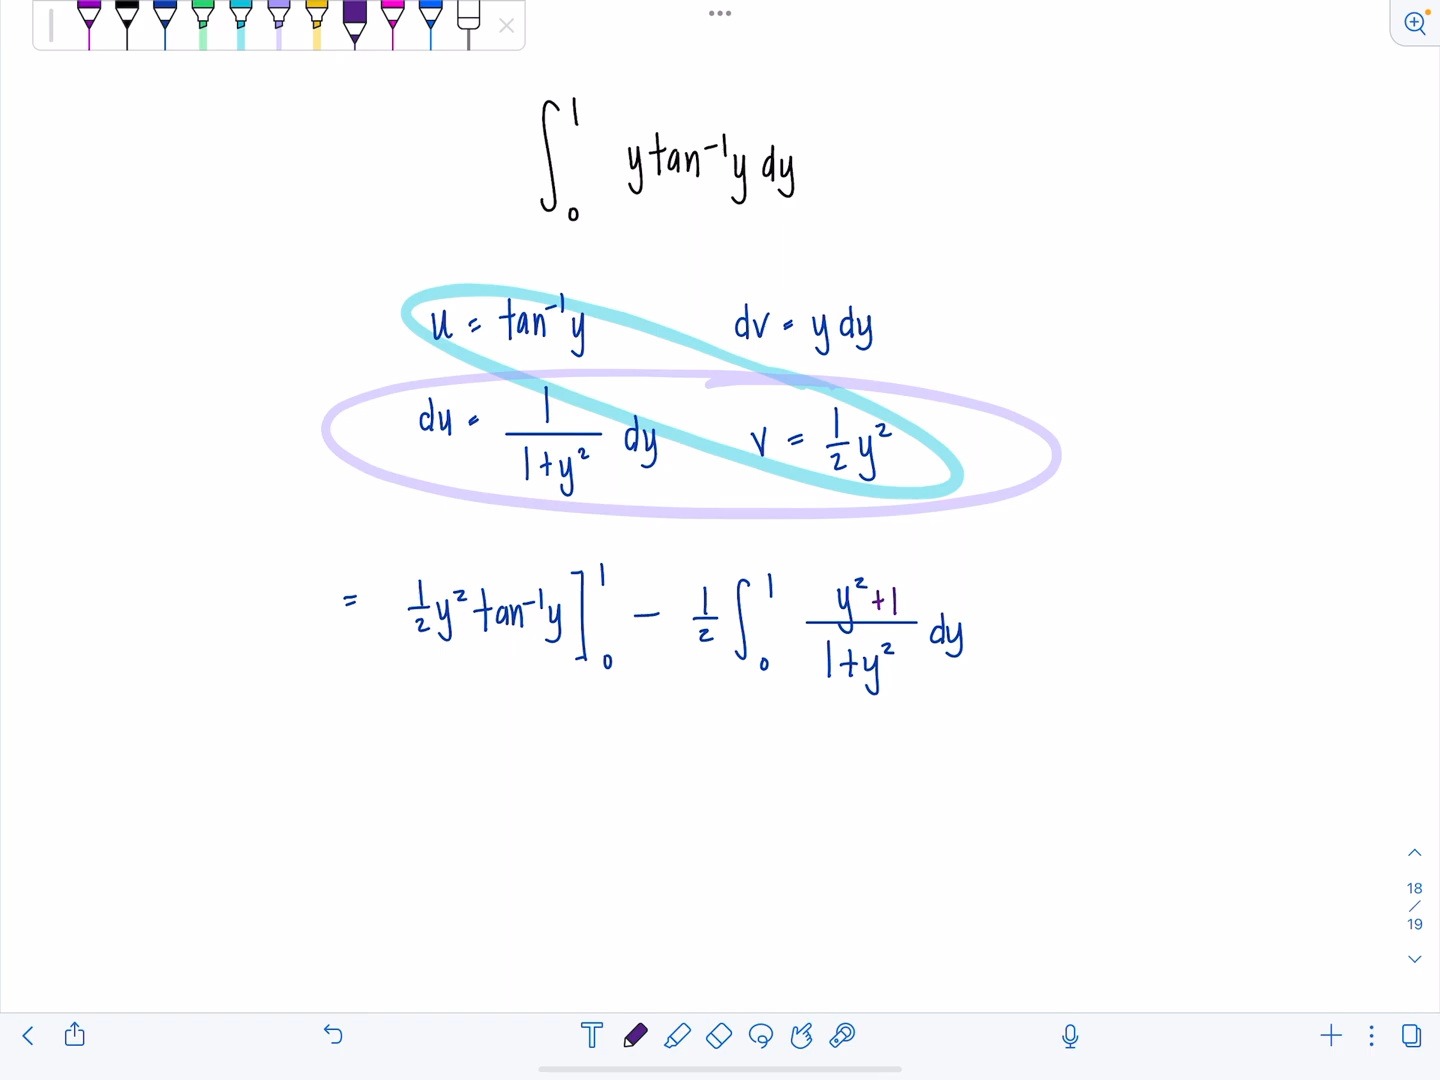 ∫₀¹ y tan⁻¹y dy
u = tan⁻¹y dv = y dy
du = 1/(1+y²) dy v = ½y²
= ½y² tan⁻¹y]₀¹ − ½ ∫₀¹ (y²+1)/(1+y²) dy
18
/
19